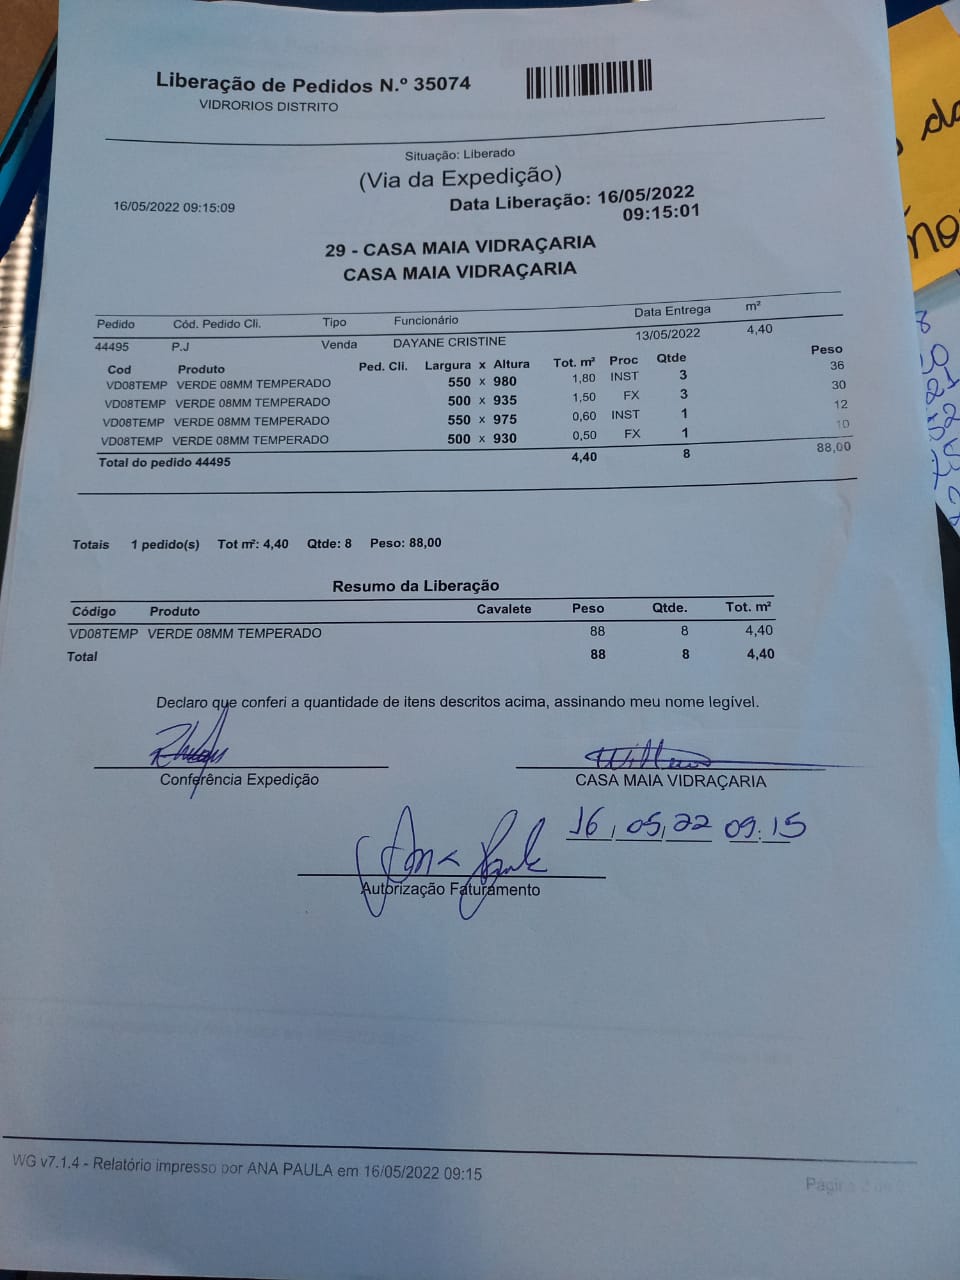 Liberação de Pedidos N.º 35074
VIDRORIOS DISTRITO
Situação: Liberado
(Via da Expedição)
16/05/2022 09:15:09
Data Liberação: 16/05/2022
09:15:01
29 - CASA MAIA VIDRAÇARIA
CASA MAIA VIDRAÇARIA
Pedido Cód. Pedido Cli. Tipo Funcionário Data Entrega m²
44495 P.J Venda DAYANE CRISTINE 13/05/2022 4,40
Cod Produto Ped. Cli. Largura x Altura Tot. m² Proc Qtde Peso
VD08TEMP VERDE 08MM TEMPERADO 550 x 980 1,80 INST 3 36
VD08TEMP VERDE 08MM TEMPERADO 500 x 935 1,50 FX 3 30
VD08TEMP VERDE 08MM TEMPERADO 550 x 975 0,60 INST 1 12
VD08TEMP VERDE 08MM TEMPERADO 500 x 930 0,50 FX 1 10
Total do pedido 44495 4,40 8 88,00
Totais 1 pedido(s) Tot m²: 4,40 Qtde: 8 Peso: 88,00
Resumo da Liberação
Código Produto Cavalete Peso Qtde. Tot. m²
VD08TEMP VERDE 08MM TEMPERADO 88 8 4,40
Total 88 8 4,40
Declaro que conferi a quantidade de itens descritos acima, assinando meu nome legível.
Conferência Expedição
CASA MAIA VIDRAÇARIA
16, 05, 22 09:15
Ana Paula
Autorização Faturamento
WG v7.1.4 - Relatório impresso por ANA PAULA em 16/05/2022 09:15
Página 2 de